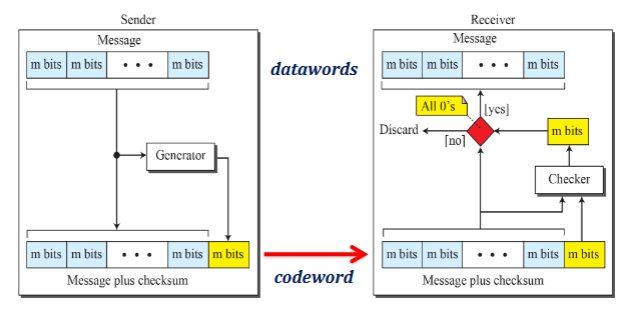 Sender
Message
m bits m bits • • • m bits
Generator
m bits m bits • • • m bits m bits
Message plus checksum
datawords
codeword
Receiver
Message
m bits m bits • • • m bits
All 0's
[yes]
Discard
[no]
m bits
Checker
m bits m bits • • • m bits m bits
Message plus checksum